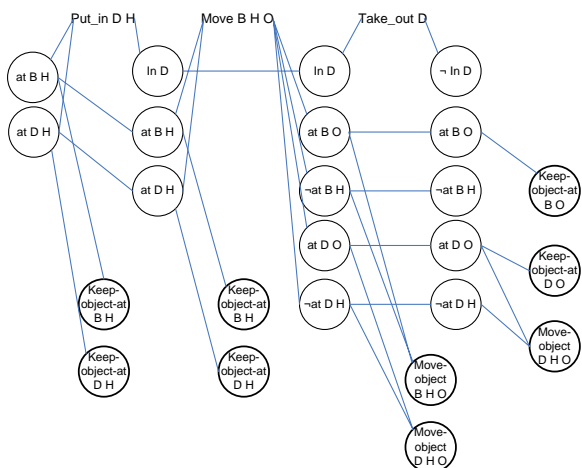 Put_in D H
Move B H O
Take_out D
at B H
In D
In D
¬ In D
at D H
at B H
at B O
at B O
at D H
¬at B H
¬at B H
Keep-
object-at
B O
at D O
at D O
Keep-
object-at
D O
Keep-
object-at
B H
Keep-
object-at
B H
¬at D H
¬at D H
Move-
object
D H O
Keep-
object-at
D H
Keep-
object-at
D H
Move-
object
B H O
Move-
object
D H O